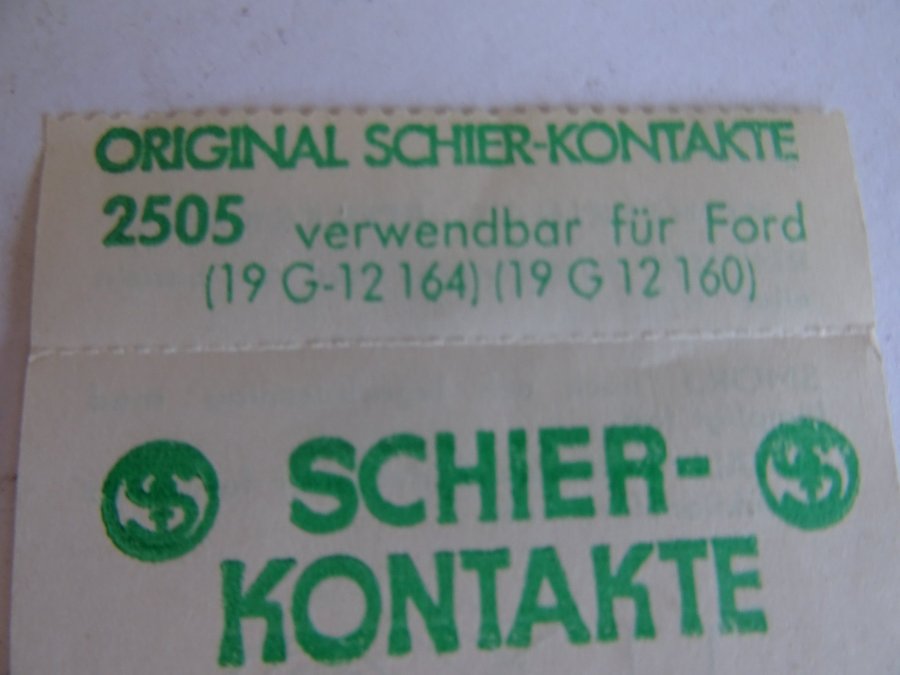 ORIGINAL SCHIER-KONTAKTE
2505 verwendbar für Ford
(19 G-12 164) (19 G 12 160)
SCHIER-
KONTAKTE